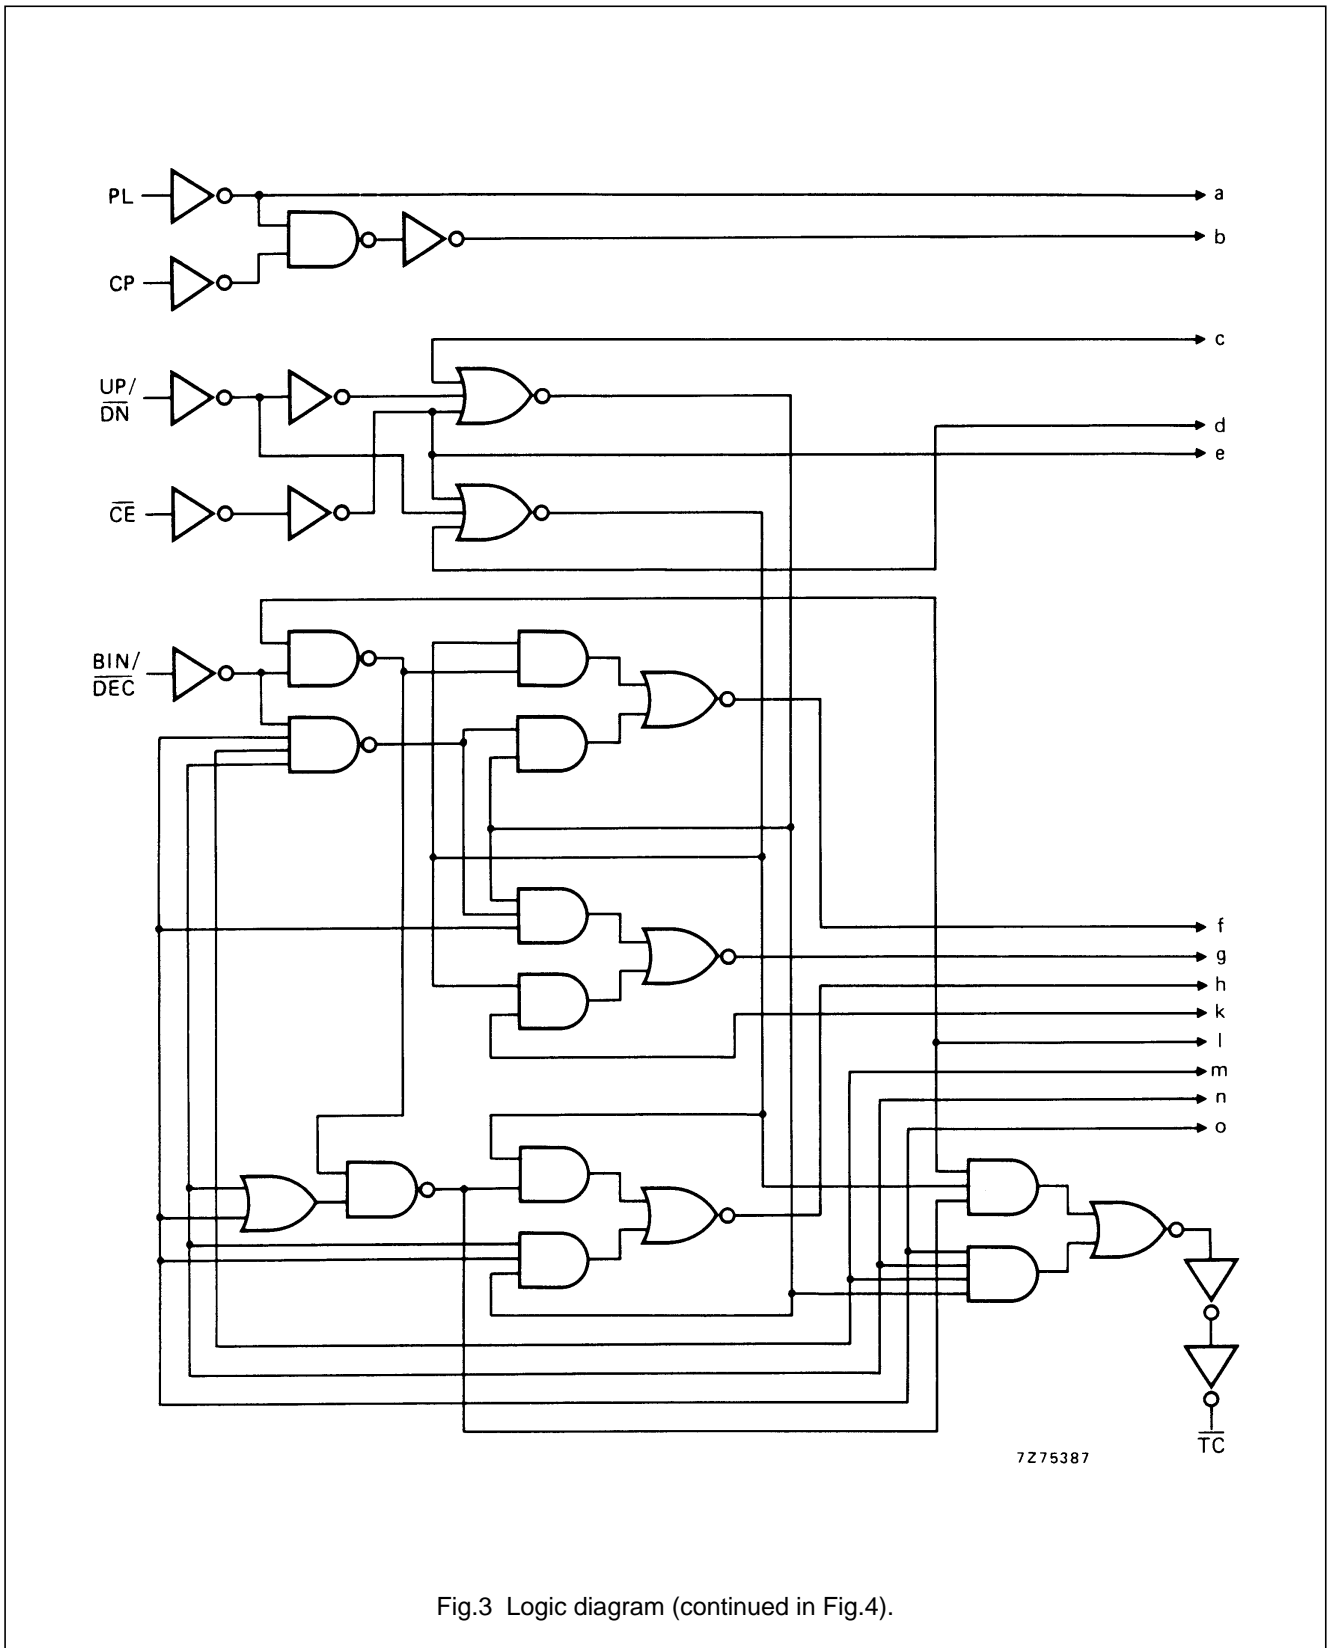 PL
a
b
CP
c
UP/
DN
d
e
CE
BIN/
DEC
f
g
h
k
l
m
n
o
TC
7Z75387
Fig.3 Logic diagram (continued in Fig.4).